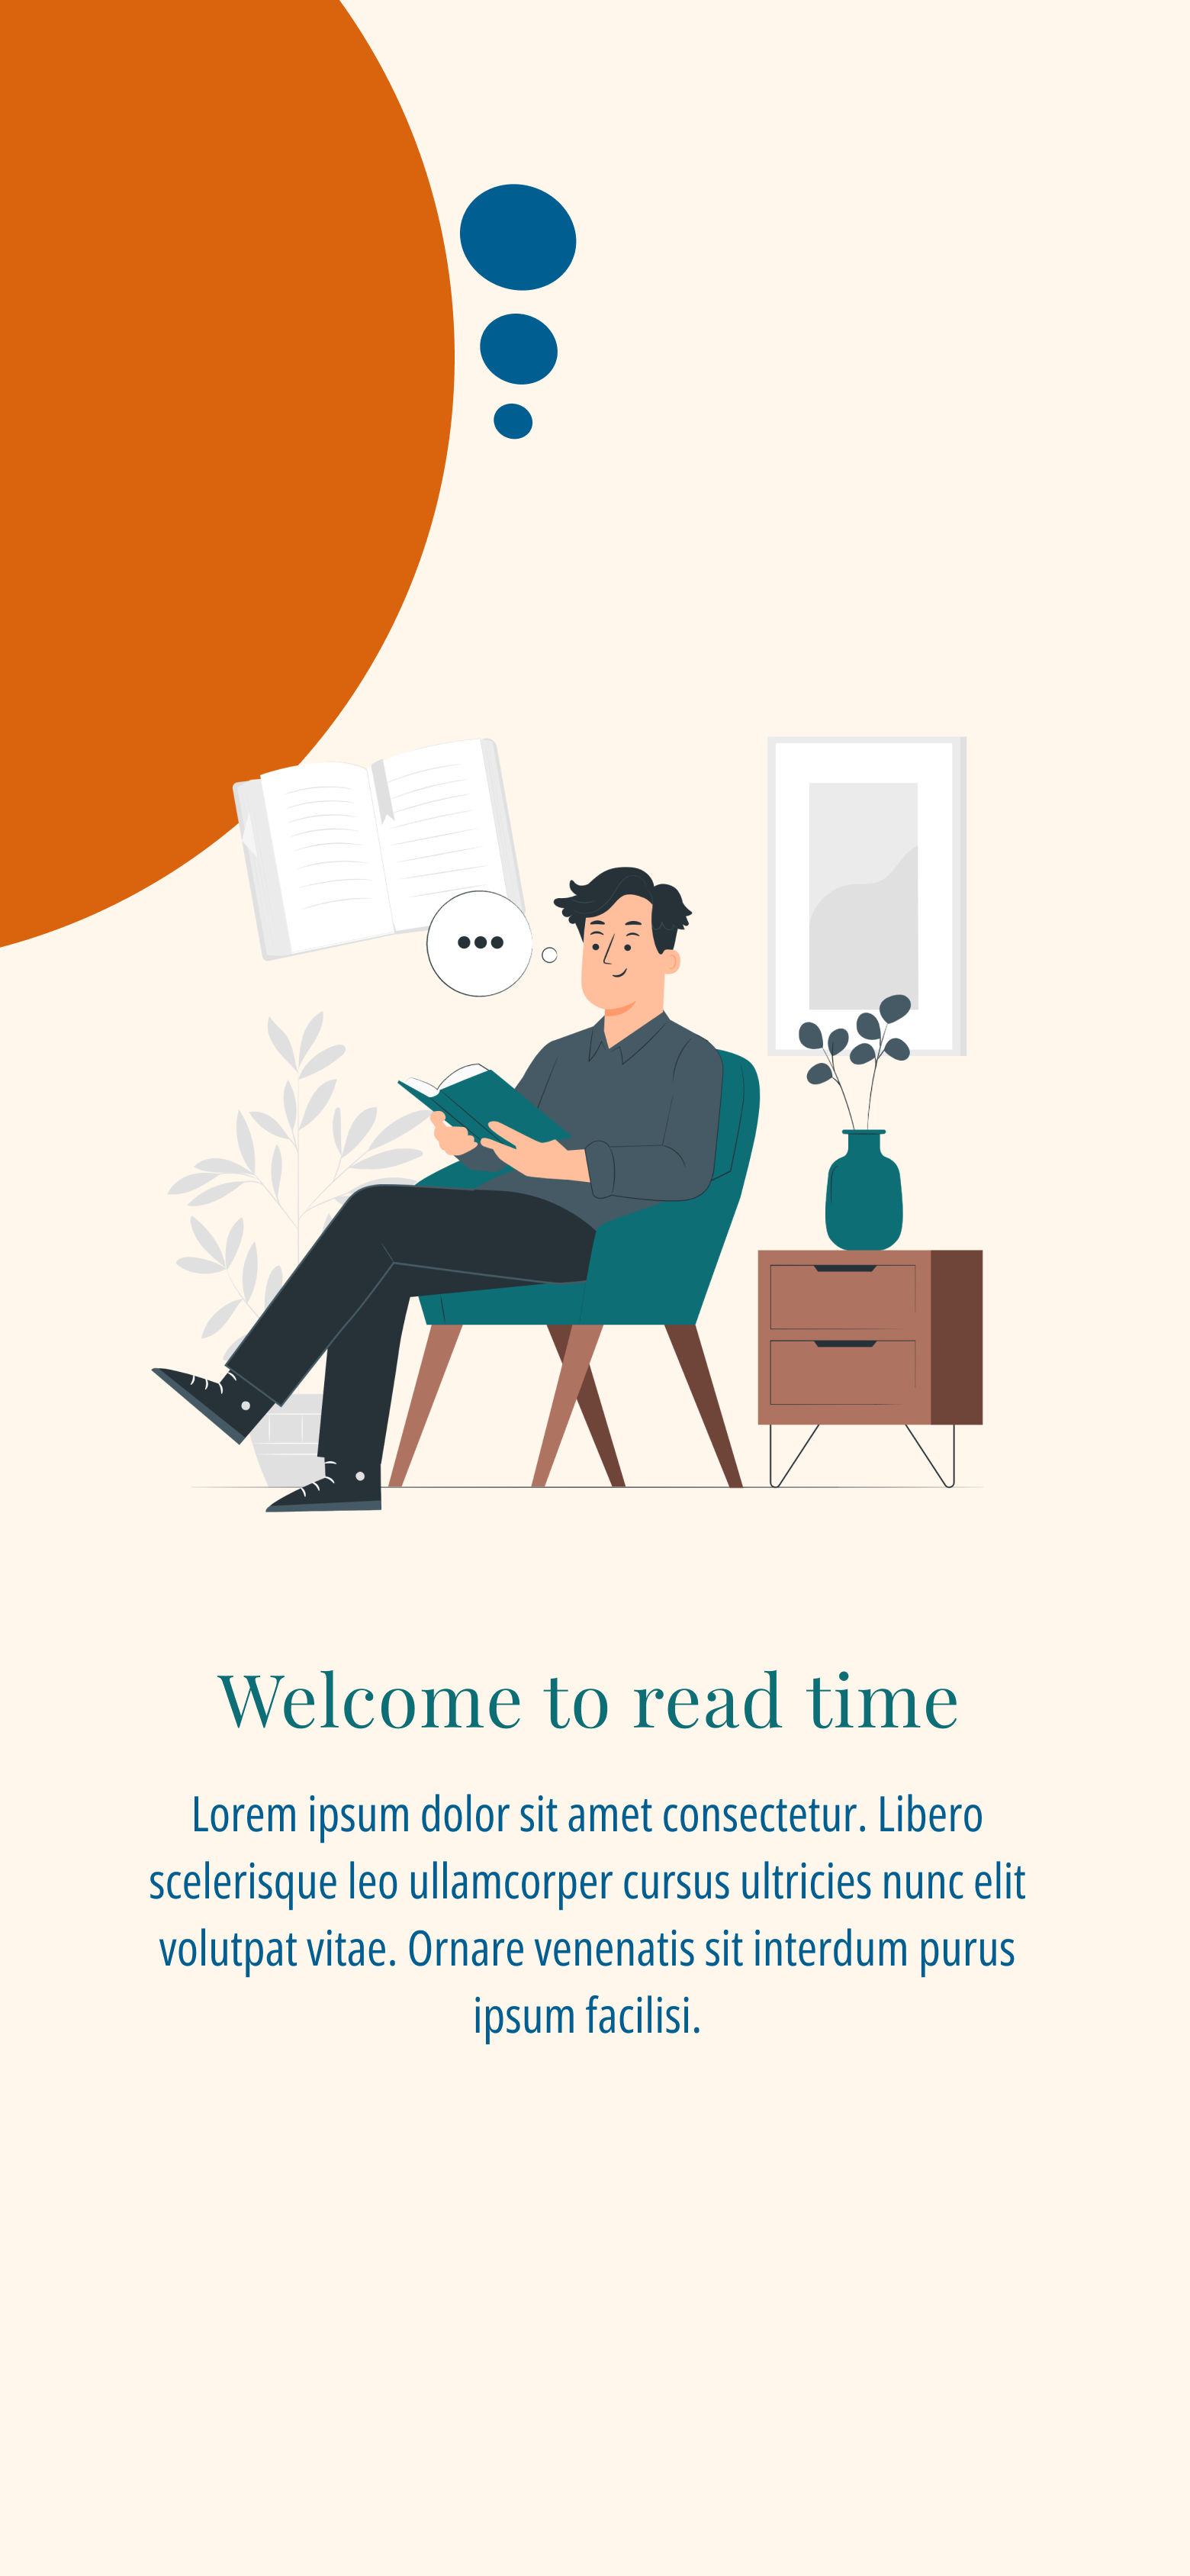 Welcome to read time
Lorem ipsum dolor sit amet consectetur. Libero
scelerisque leo ullamcorper cursus ultricies nunc elit
volutpat vitae. Ornare venenatis sit interdum purus
ipsum facilisi.